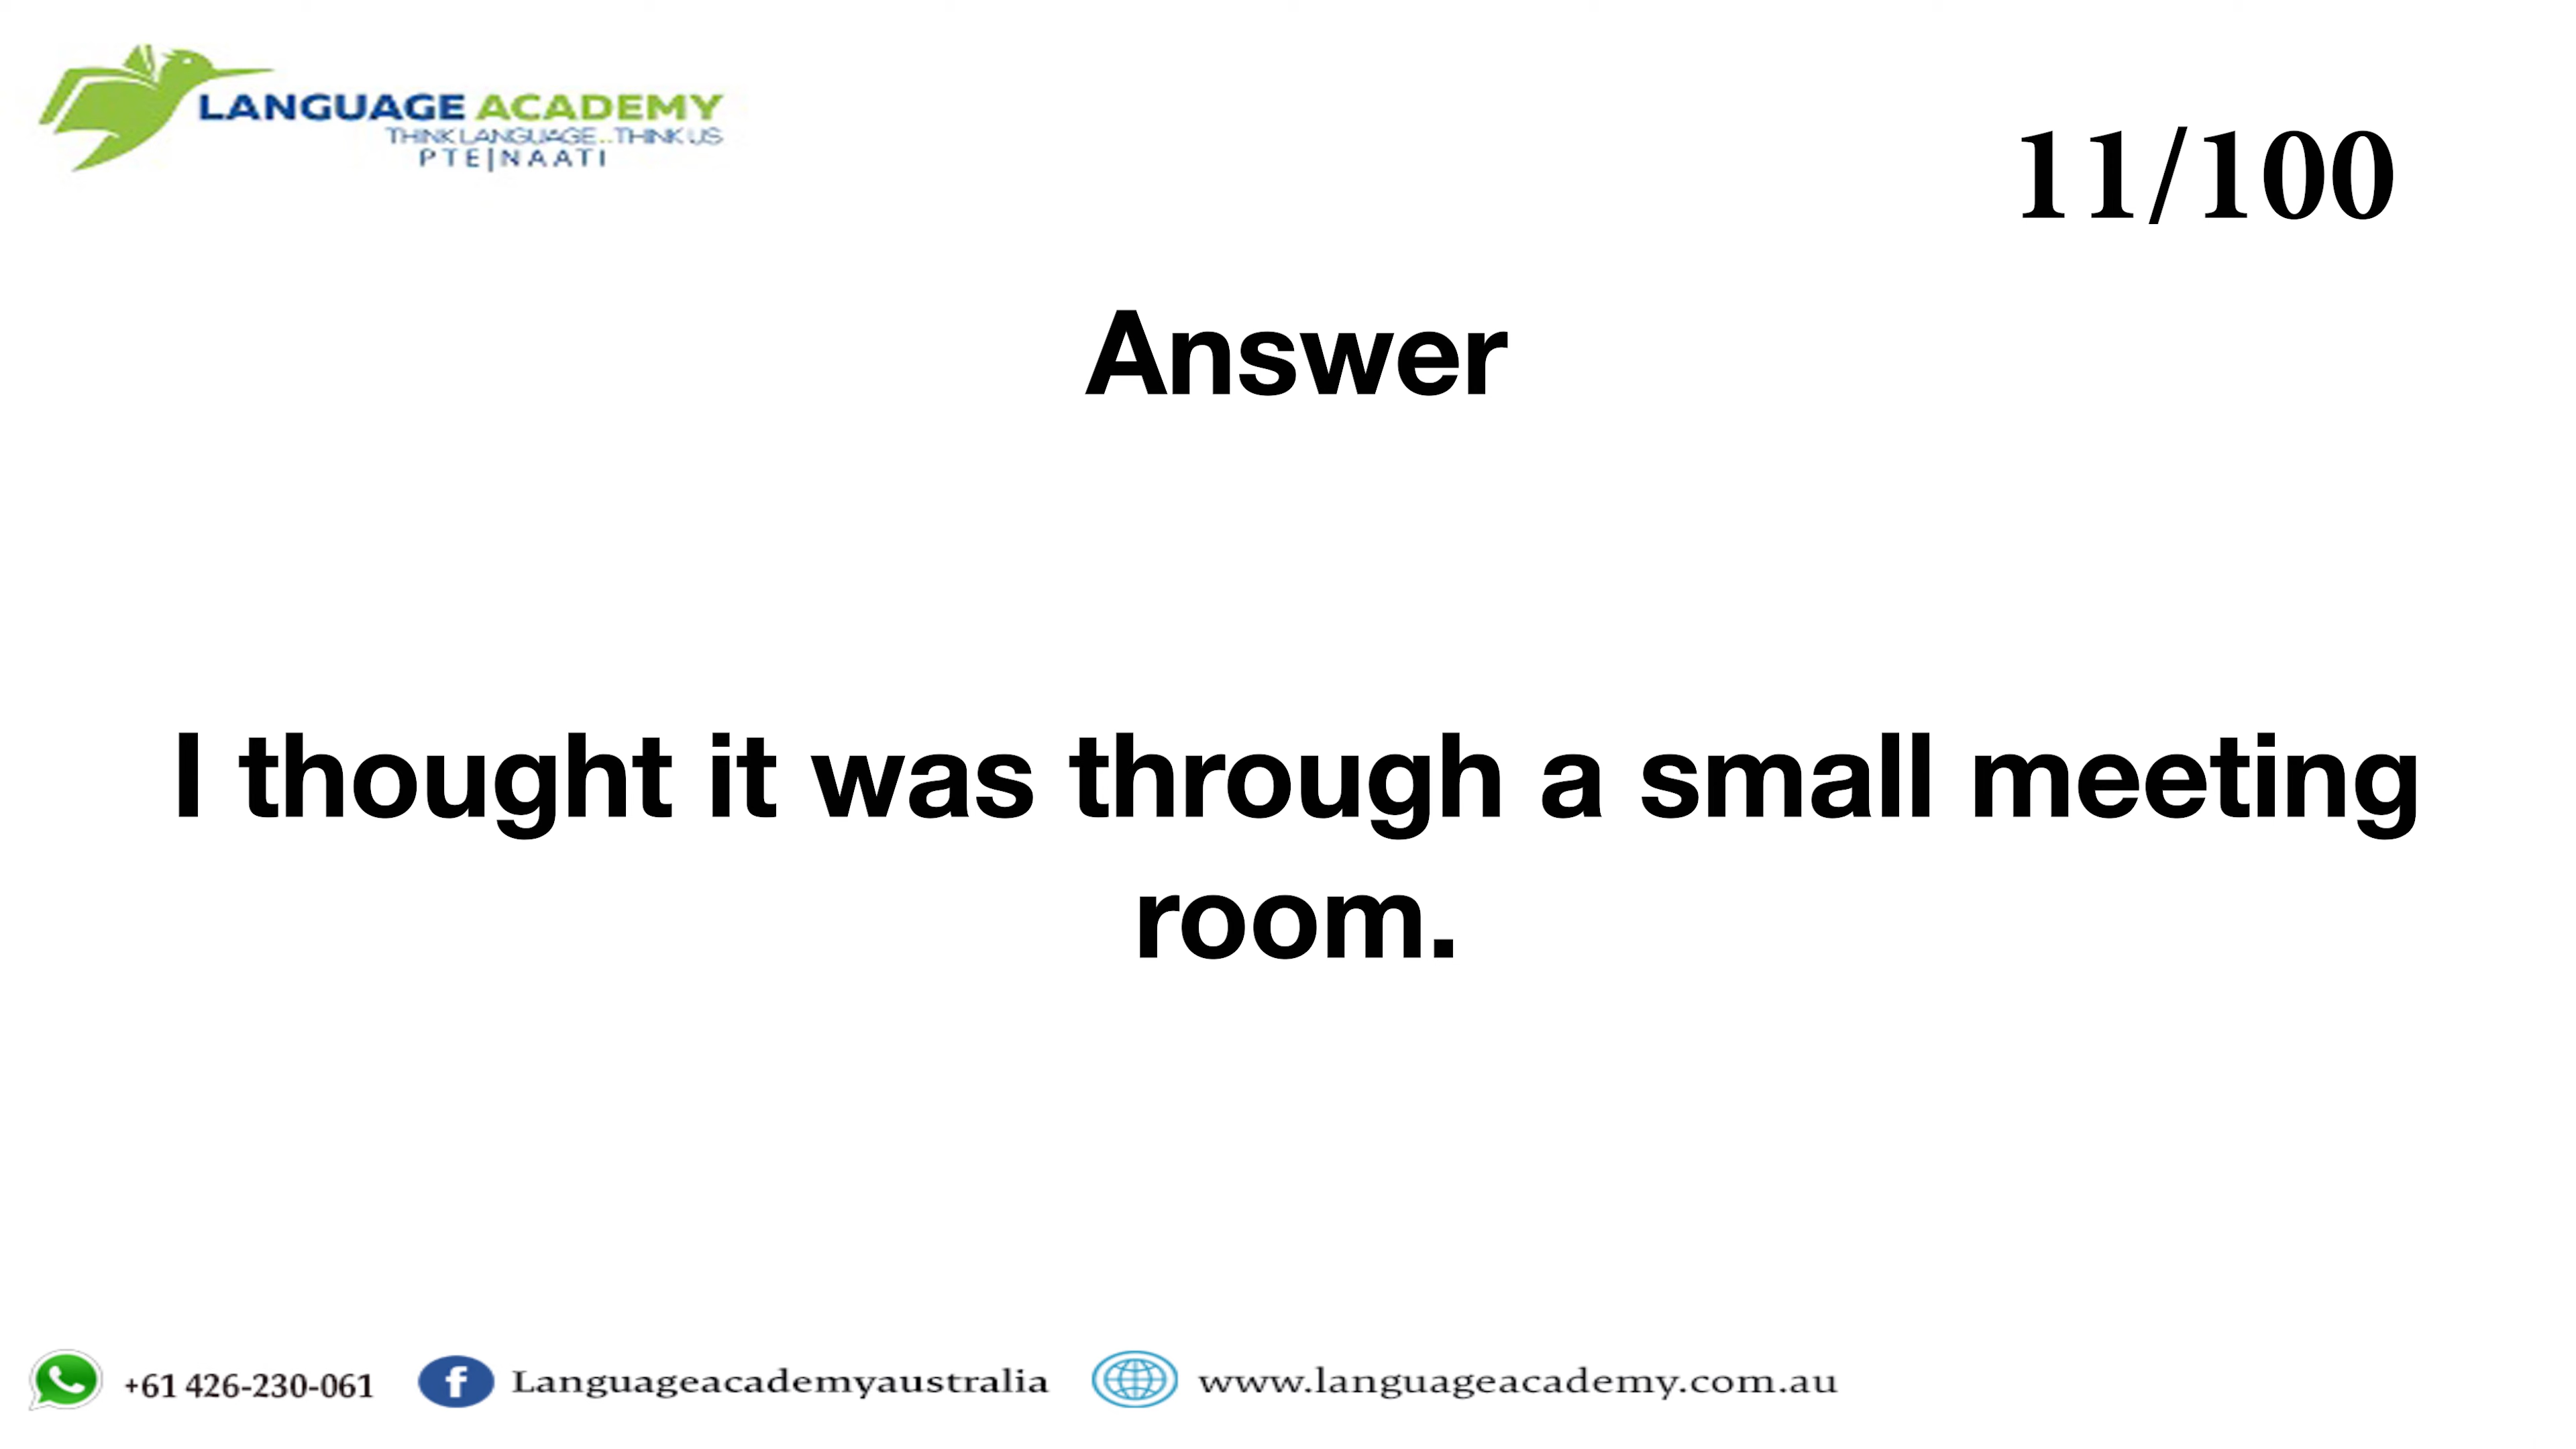 LANGUAGE ACADEMY
THINK LANGUAGE..THINK US
PTE|NAATI
11/100
Answer
I thought it was through a small meeting
room.
+61 426-230-061 Languageacademyaustralia www.languageacademy.com.au